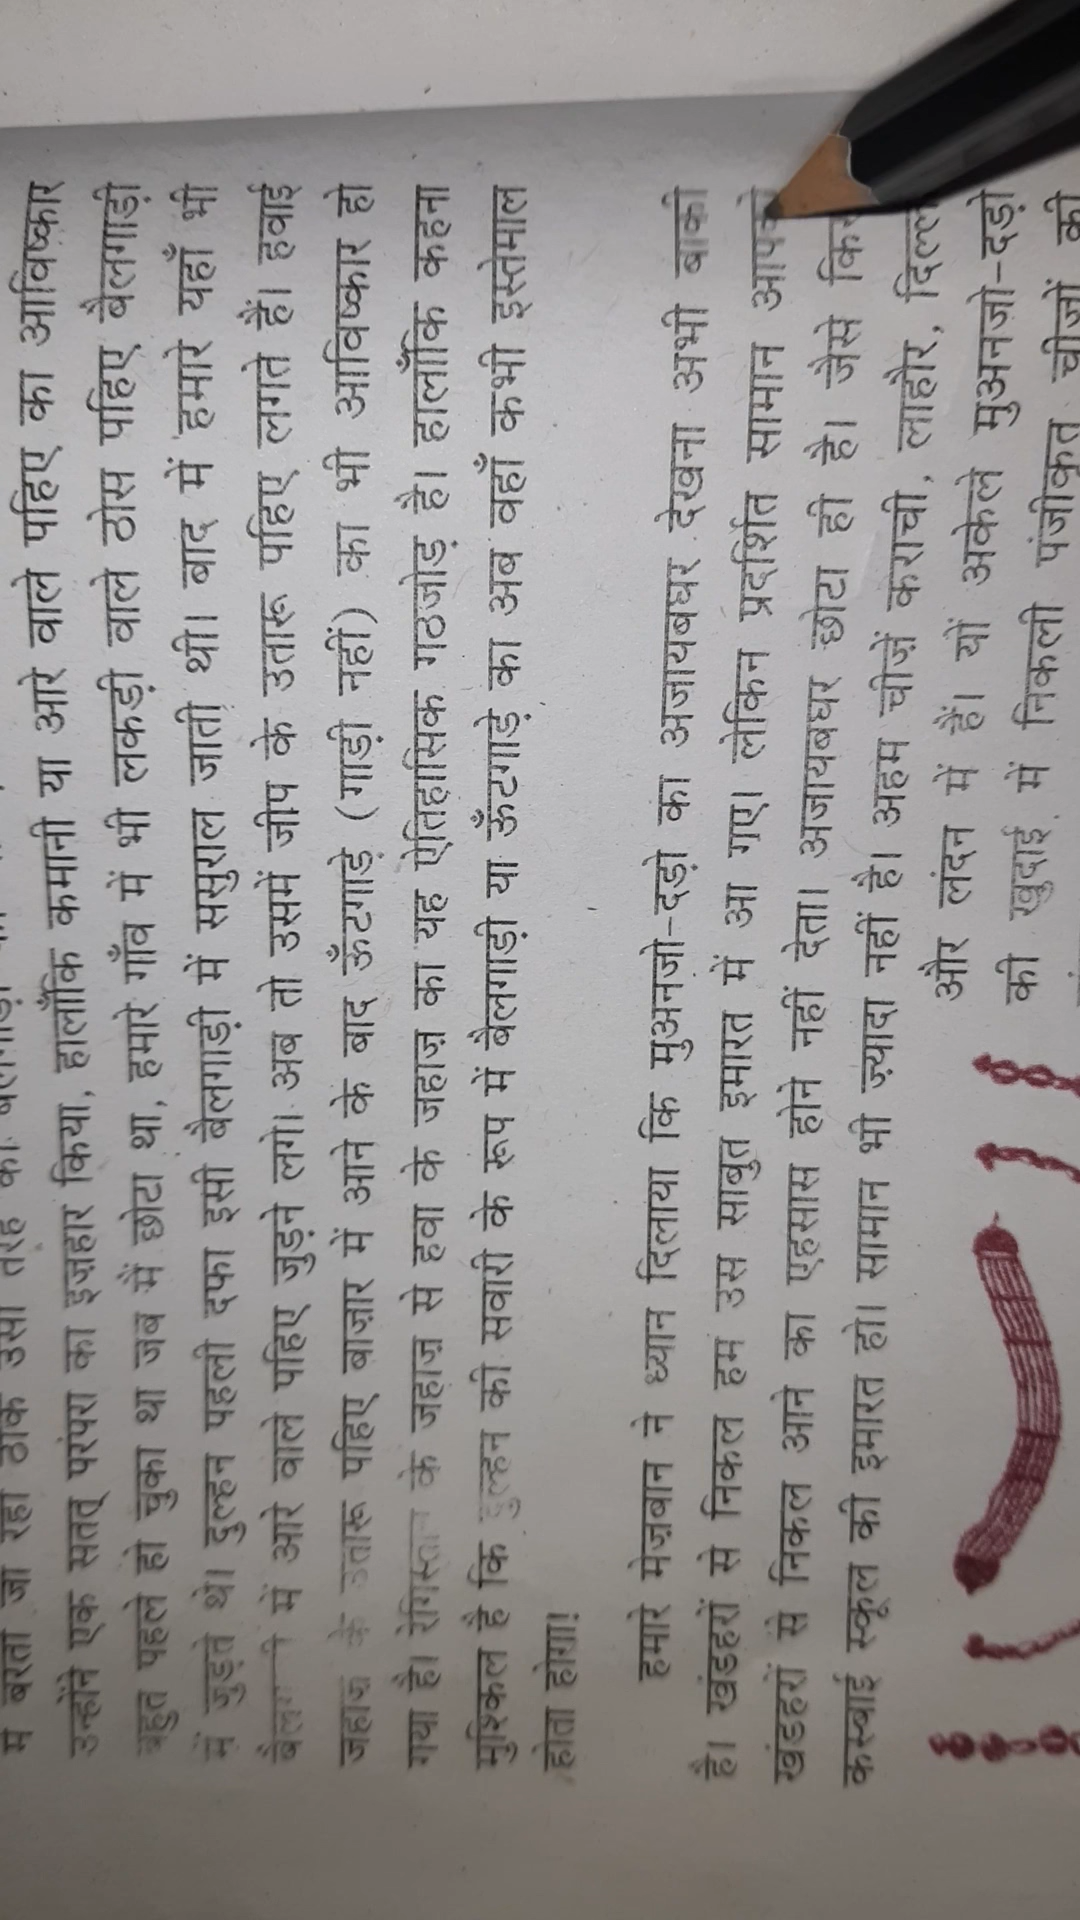 में बरती जा रही ठीक उसी तरह
उन्होंने एक सतत् परंपरा का इज़हार किया, हालाँकि कमानी या आरे वाले पहिए का आविष्कार
बहुत पहले हो चुका था जब मैं छोटा था, हमारे गाँव में भी लकड़ी वाले ठोस पहिए बैलगाड़ी
में जुड़ते थे। दुल्हन पहली दफा इसी बैलगाड़ी में ससुराल जाती थी। बाद में हमारे यहाँ भी
में आरे वाले पहिए जुड़ने लगे। अब तो उसमें जीप के उतारू पहिए लगते हैं। हवाई
जहाज़ के उतारू पहिए बाज़ार में आने के बाद ऊँटगाड़े (गाड़ी नहीं) का भी आविष्कार हो
गया है। रेगिस्तान के जहाज़ से हवा के जहाज़ का यह ऐतिहासिक गठजोड़ है। हालाँकि कहना
मुश्किल है कि दुल्हन की सवारी के रूप में बैलगाड़ी या ऊँटगाड़े का अब वहाँ कभी इस्तेमाल
होता होगा!
हमारे मेज़बान ने ध्यान दिलाया कि मुअनजो-दड़ो का अजायबघर देखना अभी बाकी
है। खंडहरों से निकल हम उस साबुत इमारत में आ गए। लेकिन प्रदर्शित सामान आपको
खंडहरों से निकल आने का एहसास होने नहीं देता। अजायबघर छोटा ही है। जैसे
कस्बाई स्कूल की इमारत हो। सामान भी ज़्यादा नहीं है। अहम चीज़ें कराची, लाहौर,
और लंदन में हैं। यों अकेले मुअनजो-दड़ो
की खुदाई में निकली पंजीकृत चीज़ों की